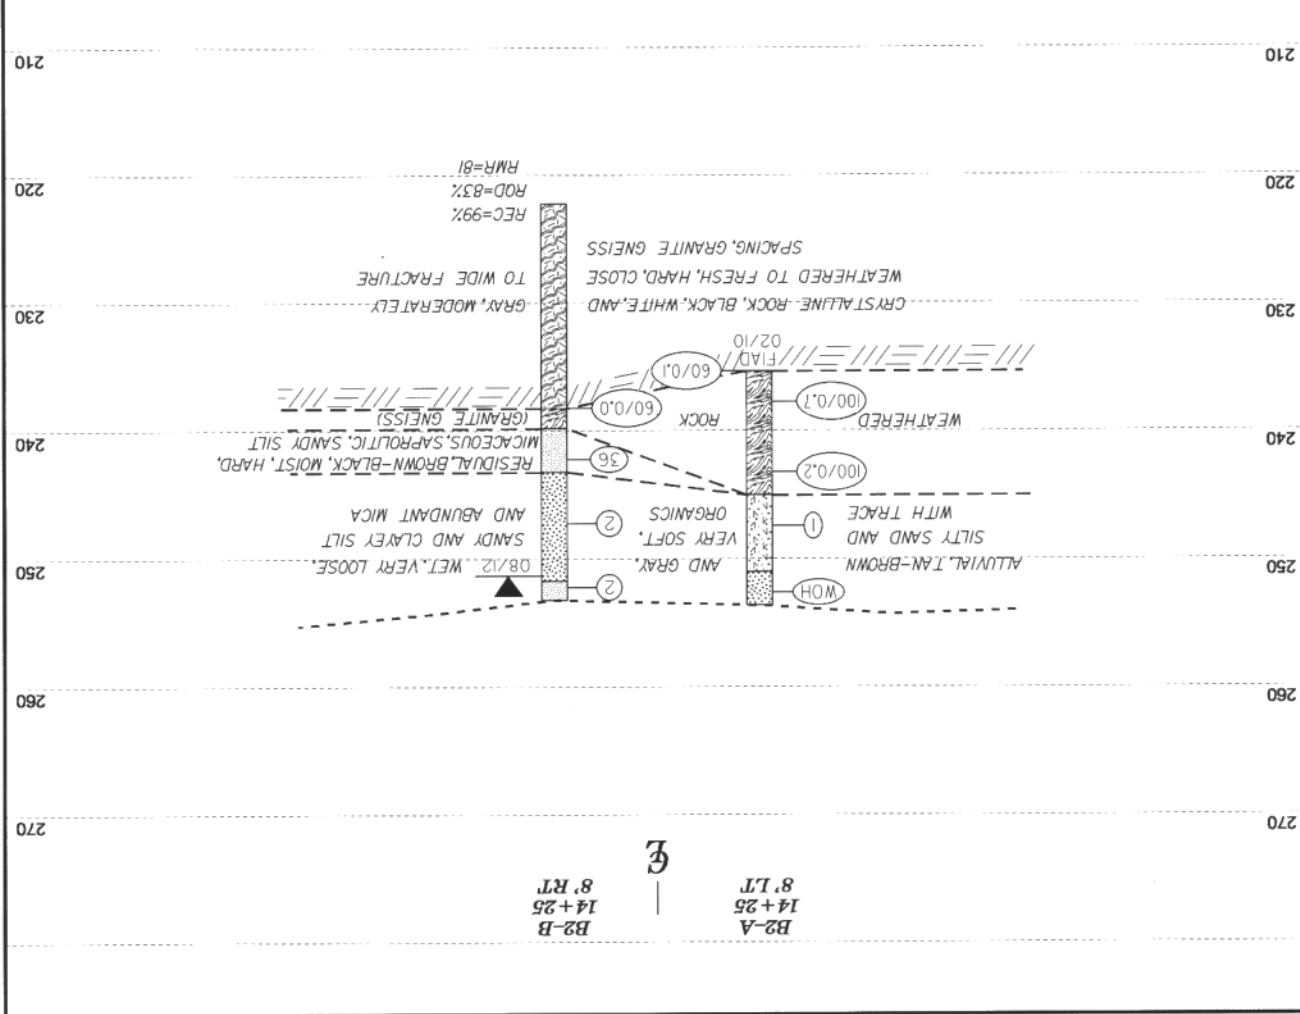 B2-A
14+25
8' LT
B2-B
14+25
8' RT
℄
270
270
260
260
250
250
240
240
230
230
220
220
210
210
WOH
2
08/12
ALLUVIAL, TAN-BROWN AND GRAY, WET, VERY LOOSE,
SILTY SAND AND VERY SOFT, SANDY AND CLAYEY SILT
WITH TRACE ORGANICS AND ABUNDANT MICA
1
2
RESIDUAL, BROWN-BLACK, MOIST, HARD,
MICACEOUS, SAPROLITIC, SANDY SILT
(GRANITE GNEISS)
100/0.2
36
WEATHERED ROCK
100/0.7
60/0.0
60/0.1
FIAD
02/10
CRYSTALLINE ROCK, BLACK, WHITE, AND GRAY, MODERATELY
WEATHERED TO FRESH, HARD, CLOSE TO WIDE FRACTURE
SPACING, GRANITE GNEISS
REC=99%
RQD=83%
RMR=81